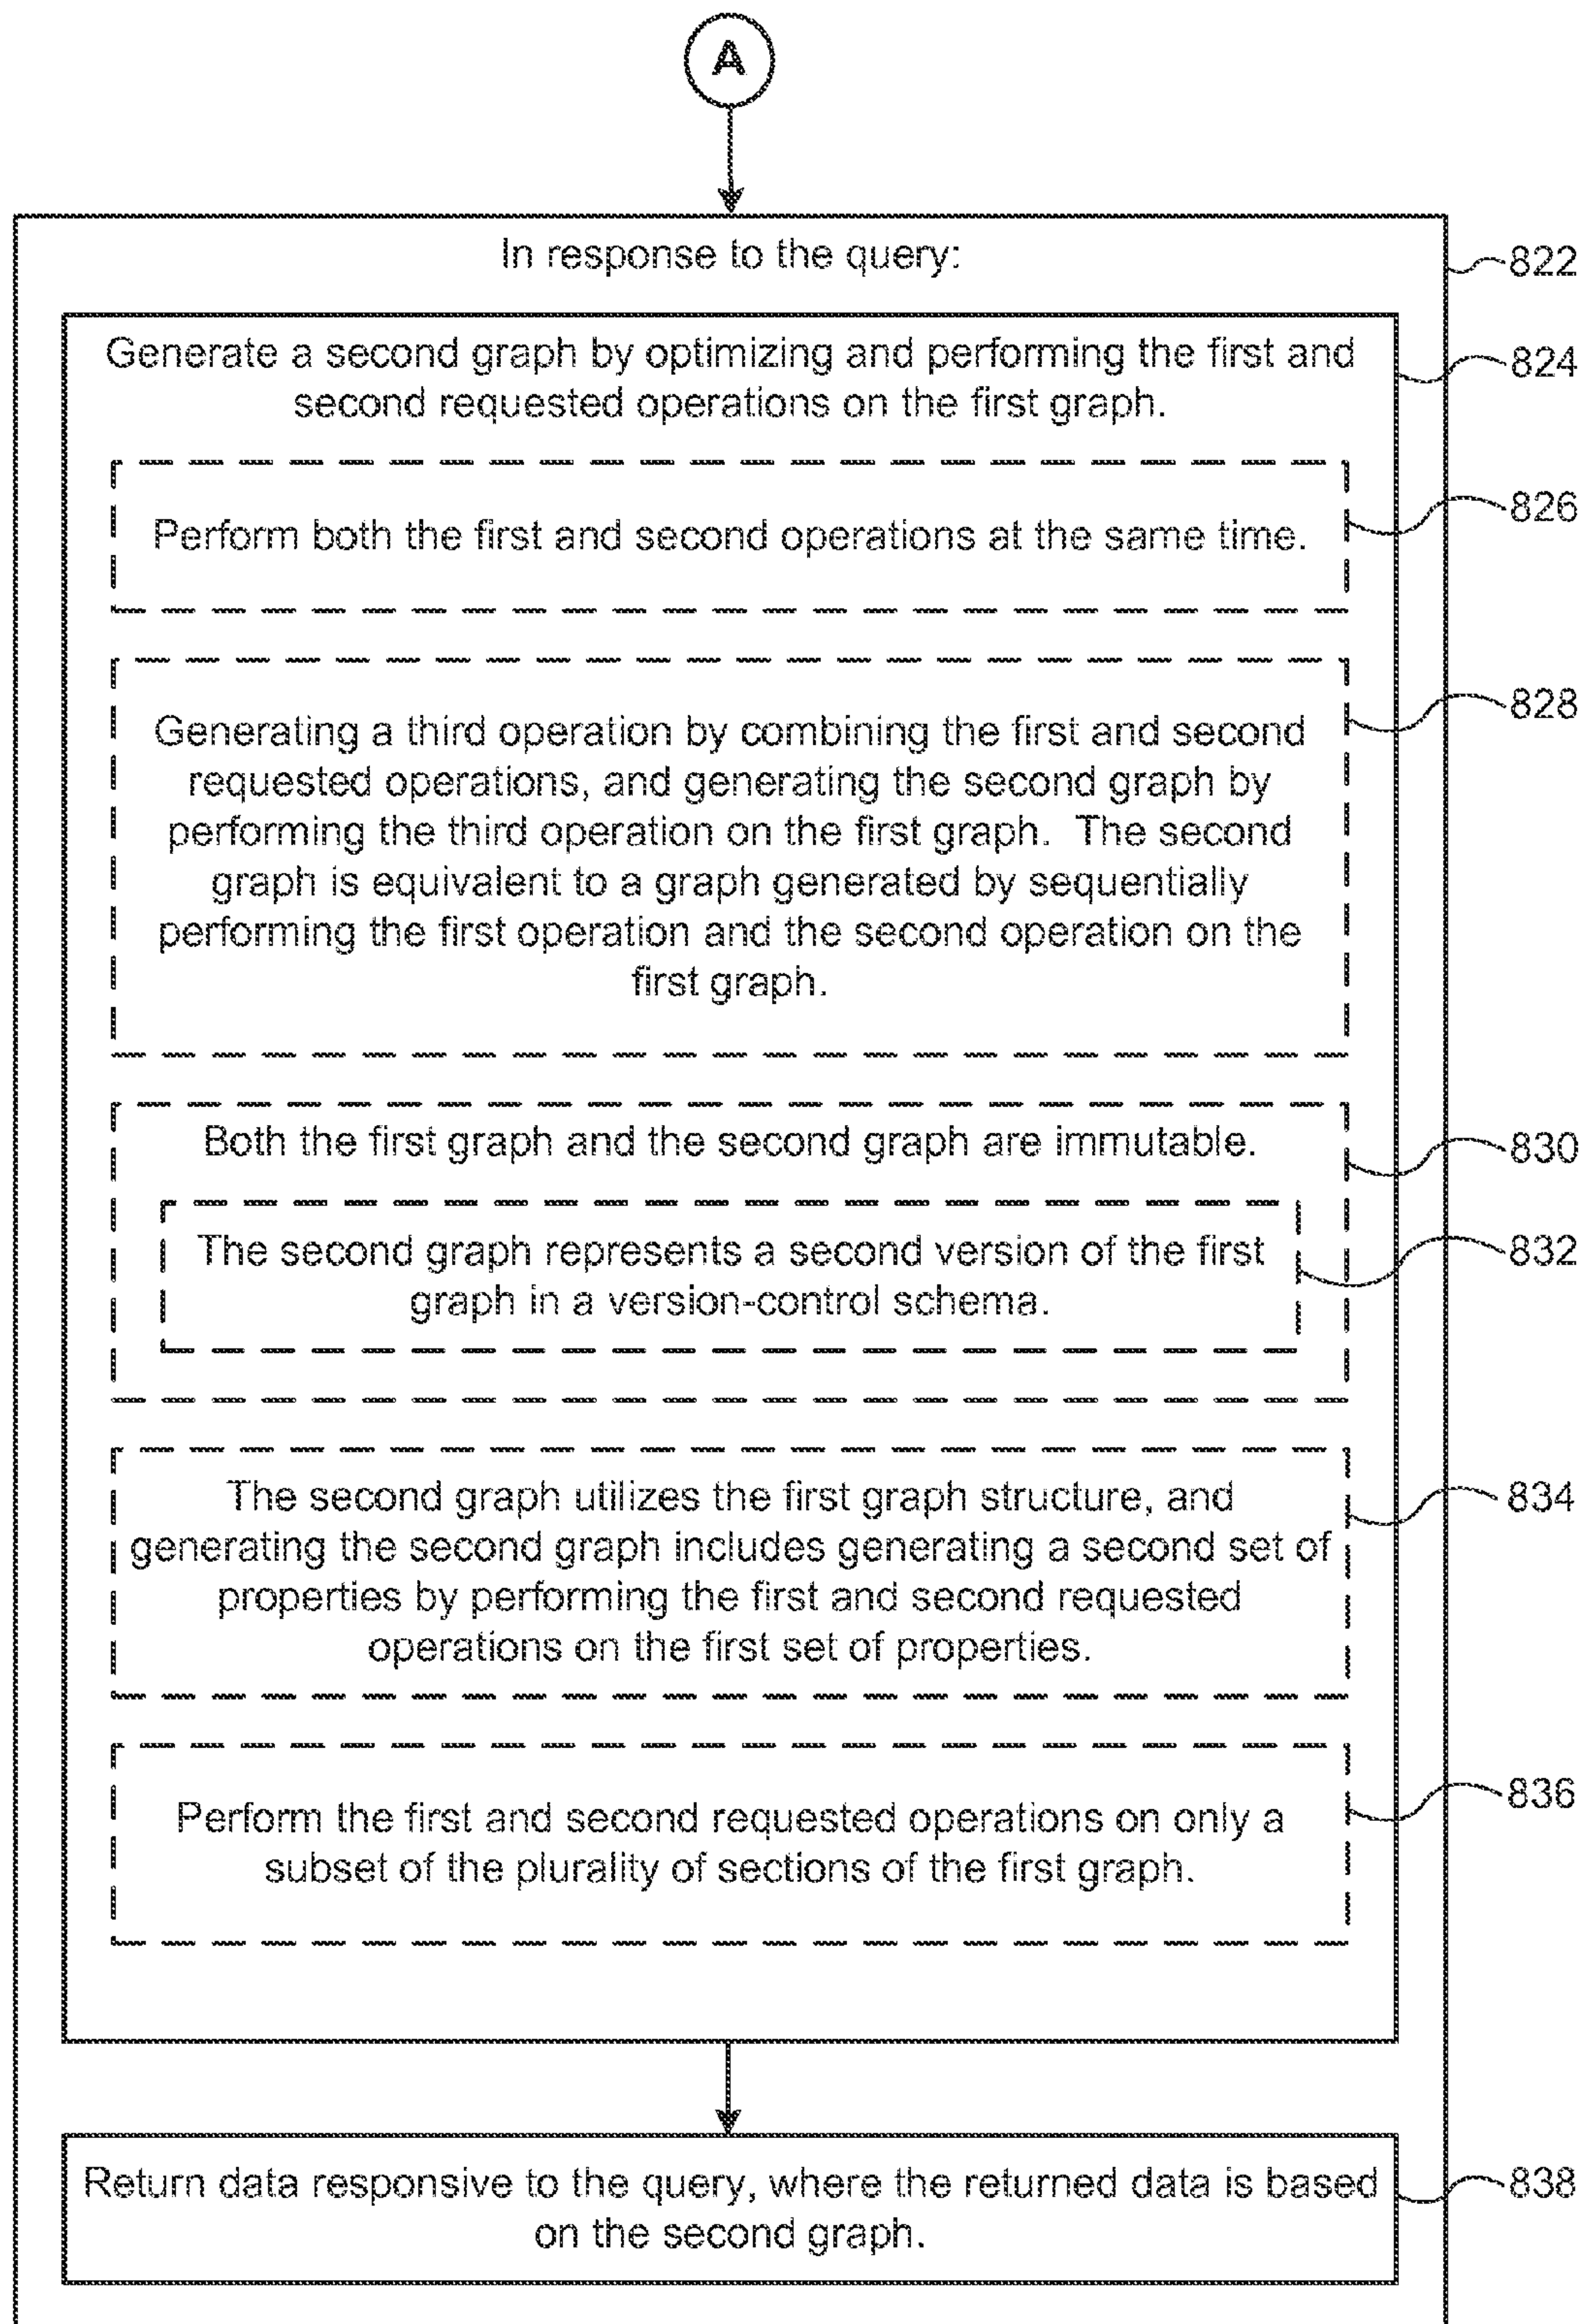 A
In response to the query:
822
Generate a second graph by optimizing and performing the first and
second requested operations on the first graph.
824
Perform both the first and second operations at the same time.
826
Generating a third operation by combining the first and second
requested operations, and generating the second graph by
performing the third operation on the first graph.  The second
graph is equivalent to a graph generated by sequentially
performing the first operation and the second operation on the
first graph.
828
Both the first graph and the second graph are immutable.
830
The second graph represents a second version of the first
graph in a version-control schema.
832
The second graph utilizes the first graph structure, and
generating the second graph includes generating a second set of
properties by performing the first and second requested
operations on the first set of properties.
834
Perform the first and second requested operations on only a
subset of the plurality of sections of the first graph.
836
Return data responsive to the query, where the returned data is based
on the second graph.
838